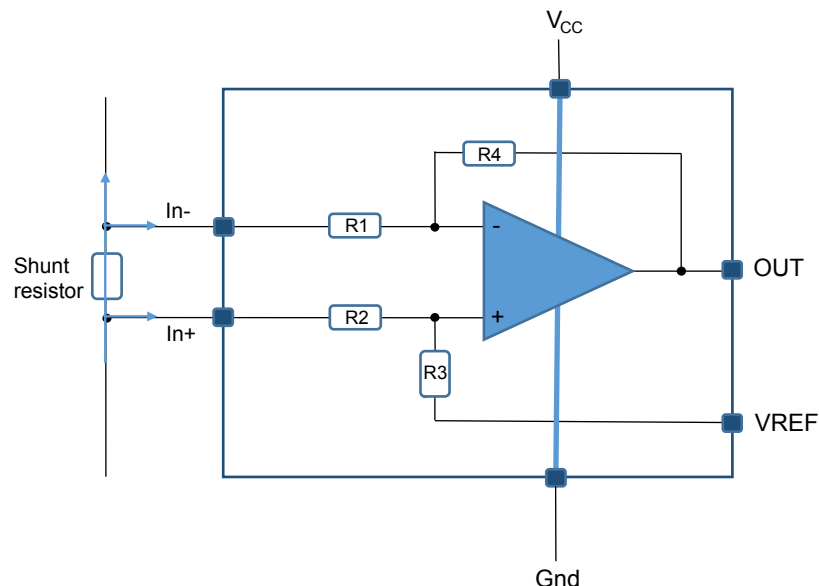 VCC
R4
In-
R1
-
Shunt
resistor
OUT
In+
R2
+
R3
VREF
Gnd